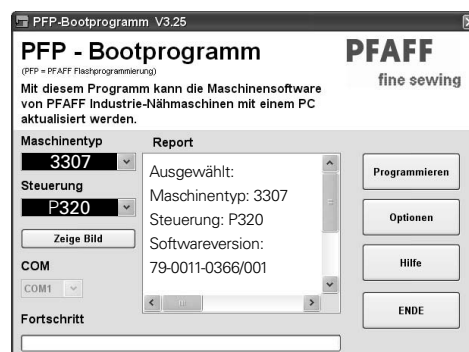 PFP-Bootprogramm V3.25
PFP - Bootprogramm
(PFP = PFAFF Flashprogrammierung)
Mit diesem Programm kann die Maschinensoftware
von PFAFF Industrie-Nähmaschinen mit einem PC
aktualisiert werden.
PFAFF
fine sewing
Maschinentyp
3307
Steuerung
P320
Zeige Bild
COM
COM1
Fortschritt
Report
Ausgewählt:
Maschinentyp: 3307
Steuerung: P320
Softwareversion:
79-0011-0366/001
Programmieren
Optionen
Hilfe
ENDE